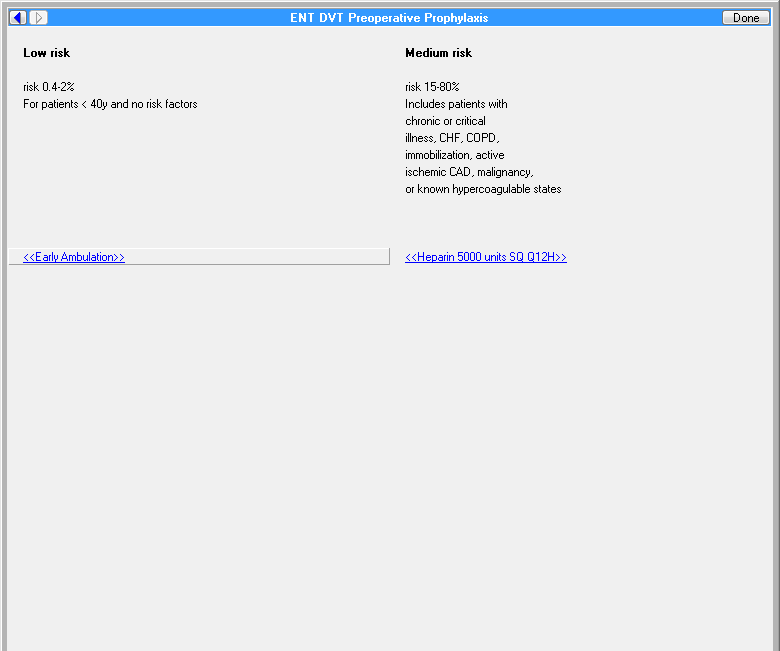 ENT DVT Preoperative Prophylaxis
Done
Low risk
risk 0.4-2%
For patients < 40y and no risk factors
<<Early Ambulation>>
Medium risk
risk 15-80%
Includes patients with
chronic or critical
illness, CHF, COPD,
immobilization, active
ischemic CAD, malignancy,
or known hypercoagulable states
<<Heparin 5000 units SQ Q12H>>